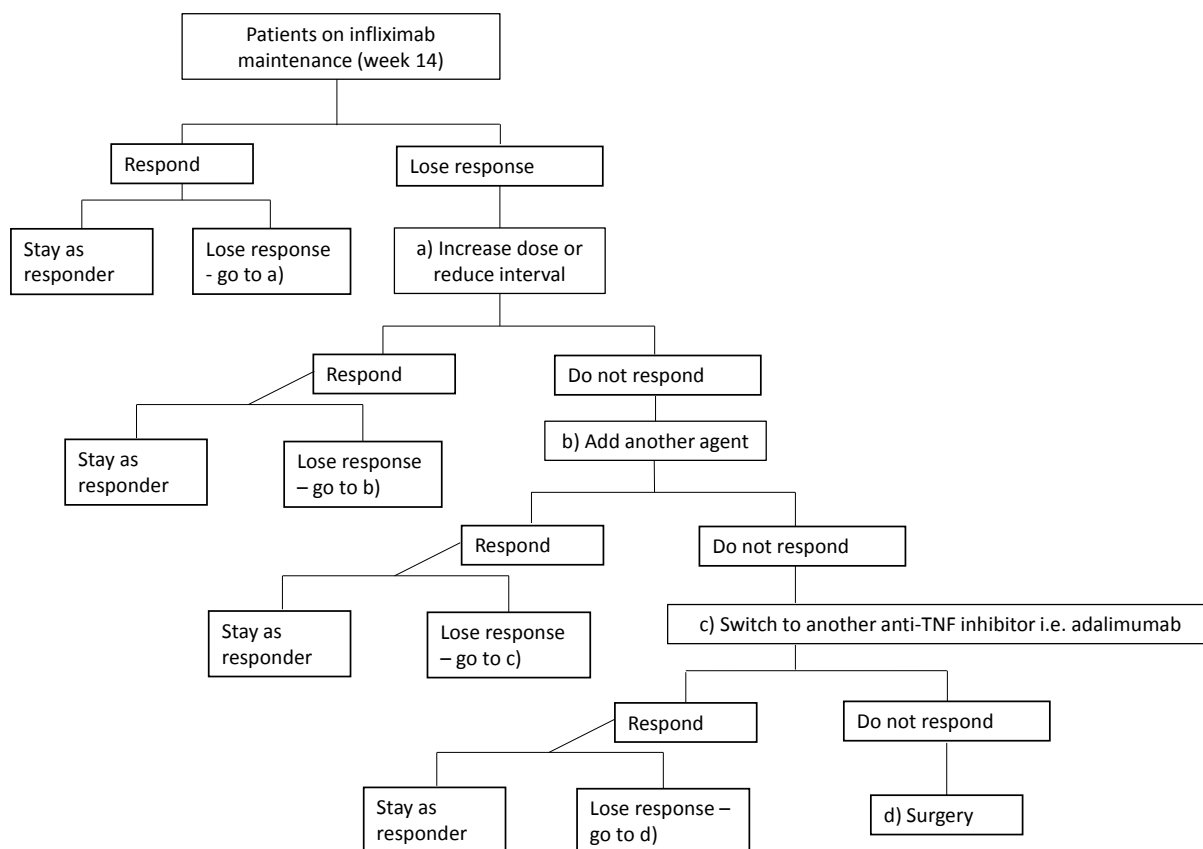 Patients on infliximab
maintenance (week 14)
Respond
Lose response
Stay as
responder
Lose response
- go to a)
a) Increase dose or
reduce interval
Respond
Do not respond
Stay as
responder
Lose response
– go to b)
b) Add another agent
Respond
Do not respond
Stay as
responder
Lose response
– go to c)
c) Switch to another anti-TNF inhibitor i.e. adalimumab
Respond
Do not respond
Stay as
responder
Lose response –
go to d)
d) Surgery